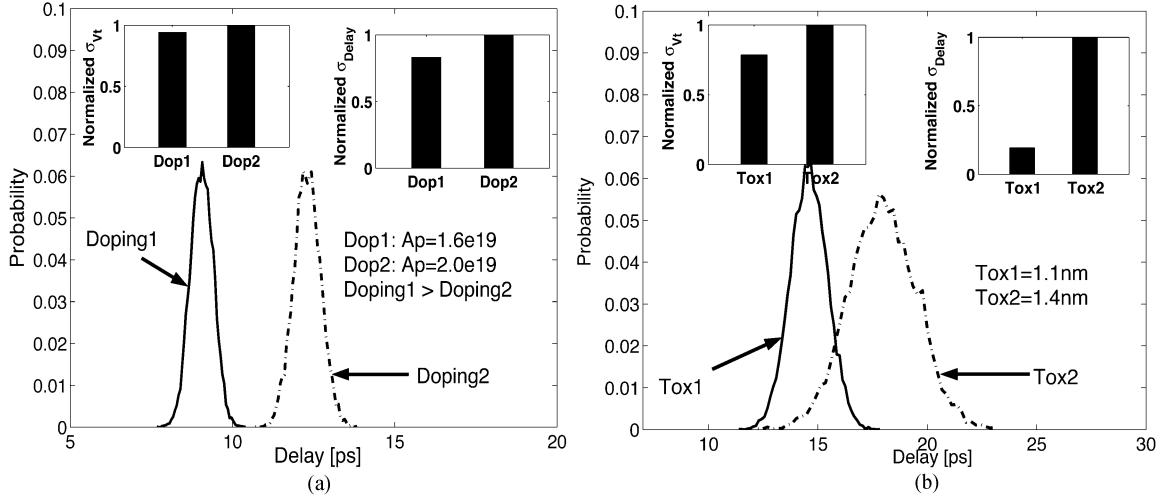 0.1
0.09
0.08
0.07
0.06
0.05
0.04
0.03
0.02
0.01
0
Probability
5
10
15
20
Delay [ps]
(a)
Normalized σVt
1
0.5
0
Dop1 Dop2
Normalized σDelay
1
0.5
0
Dop1 Dop2
Doping1
Dop1: Ap=1.6e19
Dop2: Ap=2.0e19
Doping1 > Doping2
Doping2
0.1
0.09
0.08
0.07
0.06
0.05
0.04
0.03
0.02
0.01
0
Probability
10
15
20
25
30
Delay [ps]
(b)
Normalized σVt
1
0.5
0
Tox1 Tox2
Normalized σDelay
1
0.5
0
Tox1 Tox2
Tox1=1.1nm
Tox2=1.4nm
Tox1
Tox2